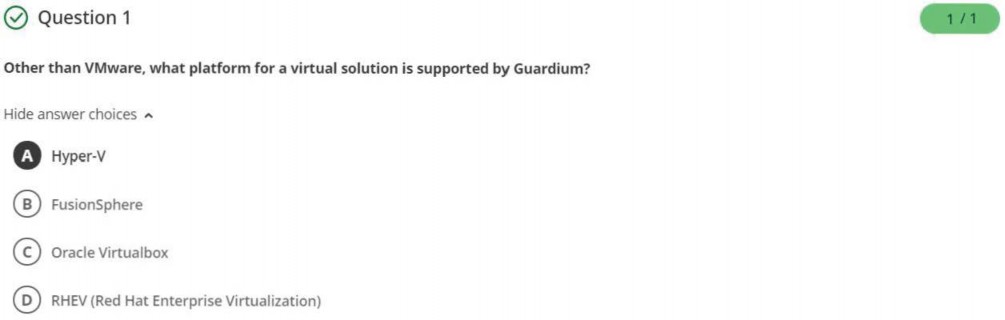 Question 1
1 / 1
Other than VMware, what platform for a virtual solution is supported by Guardium?
Hide answer choices
A Hyper-V
B FusionSphere
C Oracle Virtualbox
D RHEV (Red Hat Enterprise Virtualization)